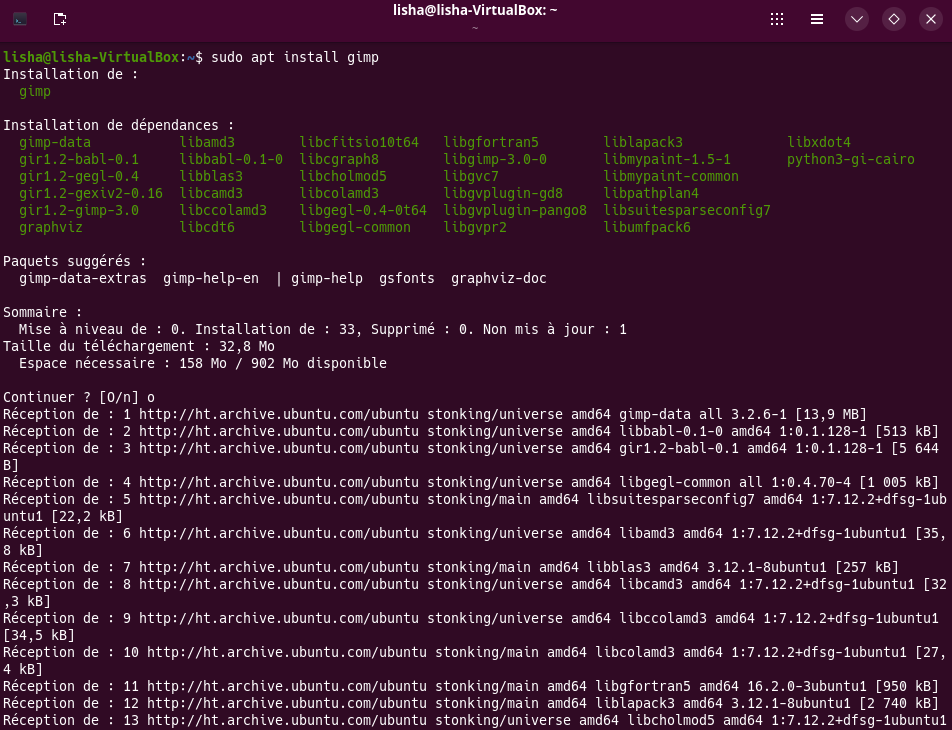 lisha@lisha-VirtualBox: ~
~
lisha@lisha-VirtualBox:~$ sudo apt install gimp
Installation de :
  gimp

Installation de dépendances :
  gimp-data           libamd3        libcfitsio10t64   libgfortran5        liblapack3             libxdot4
  gir1.2-babl-0.1     libbabl-0.1-0  libcgraph8        libgimp-3.0-0       libmypaint-1.5-1       python3-gi-cairo
  gir1.2-gegl-0.4     libblas3       libcholmod5       libgvc7             libmypaint-common
  gir1.2-gexiv2-0.16  libcamd3       libcolamd3        libgvplugin-gd8     libpathplan4
  gir1.2-gimp-3.0     libccolamd3    libgegl-0.4-0t64  libgvplugin-pango8  libsuitesparseconfig7
  graphviz            libcdt6        libgegl-common    libgvpr2            libumfpack6

Paquets suggérés :
  gimp-data-extras  gimp-help-en  | gimp-help  gsfonts  graphviz-doc

Sommaire :
  Mise à niveau de : 0. Installation de : 33, Supprimé : 0. Non mis à jour : 1
Taille du téléchargement : 32,8 Mo
  Espace nécessaire : 158 Mo / 902 Mo disponible

Continuer ? [O/n] o
Réception de : 1 http://ht.archive.ubuntu.com/ubuntu stonking/universe amd64 gimp-data all 3.2.6-1 [13,9 MB]
Réception de : 2 http://ht.archive.ubuntu.com/ubuntu stonking/universe amd64 libbabl-0.1-0 amd64 1:0.1.128-1 [513 kB]
Réception de : 3 http://ht.archive.ubuntu.com/ubuntu stonking/universe amd64 gir1.2-babl-0.1 amd64 1:0.1.128-1 [5 644
B]
Réception de : 4 http://ht.archive.ubuntu.com/ubuntu stonking/universe amd64 libgegl-common all 1:0.4.70-4 [1 005 kB]
Réception de : 5 http://ht.archive.ubuntu.com/ubuntu stonking/main amd64 libsuitesparseconfig7 amd64 1:7.12.2+dfsg-1ub
untu1 [22,2 kB]
Réception de : 6 http://ht.archive.ubuntu.com/ubuntu stonking/universe amd64 libamd3 amd64 1:7.12.2+dfsg-1ubuntu1 [35,
8 kB]
Réception de : 7 http://ht.archive.ubuntu.com/ubuntu stonking/main amd64 libblas3 amd64 3.12.1-8ubuntu1 [257 kB]
Réception de : 8 http://ht.archive.ubuntu.com/ubuntu stonking/universe amd64 libcamd3 amd64 1:7.12.2+dfsg-1ubuntu1 [32
,3 kB]
Réception de : 9 http://ht.archive.ubuntu.com/ubuntu stonking/universe amd64 libccolamd3 amd64 1:7.12.2+dfsg-1ubuntu1
[34,5 kB]
Réception de : 10 http://ht.archive.ubuntu.com/ubuntu stonking/main amd64 libcolamd3 amd64 1:7.12.2+dfsg-1ubuntu1 [27,
4 kB]
Réception de : 11 http://ht.archive.ubuntu.com/ubuntu stonking/main amd64 libgfortran5 amd64 16.2.0-3ubuntu1 [950 kB]
Réception de : 12 http://ht.archive.ubuntu.com/ubuntu stonking/main amd64 liblapack3 amd64 3.12.1-8ubuntu1 [2 740 kB]
Réception de : 13 http://ht.archive.ubuntu.com/ubuntu stonking/universe amd64 libcholmod5 amd64 1:7.12.2+dfsg-1ubuntu1